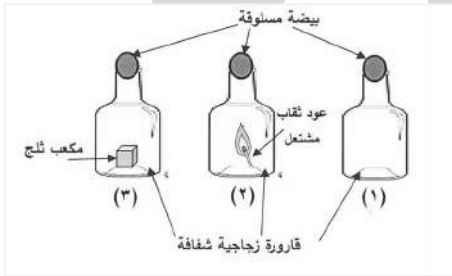 بيضة مسلوقة
عود ثقاب
مشتعل
مكعب ثلج
(٣) (٢) (١)
قارورة زجاجية شفافة